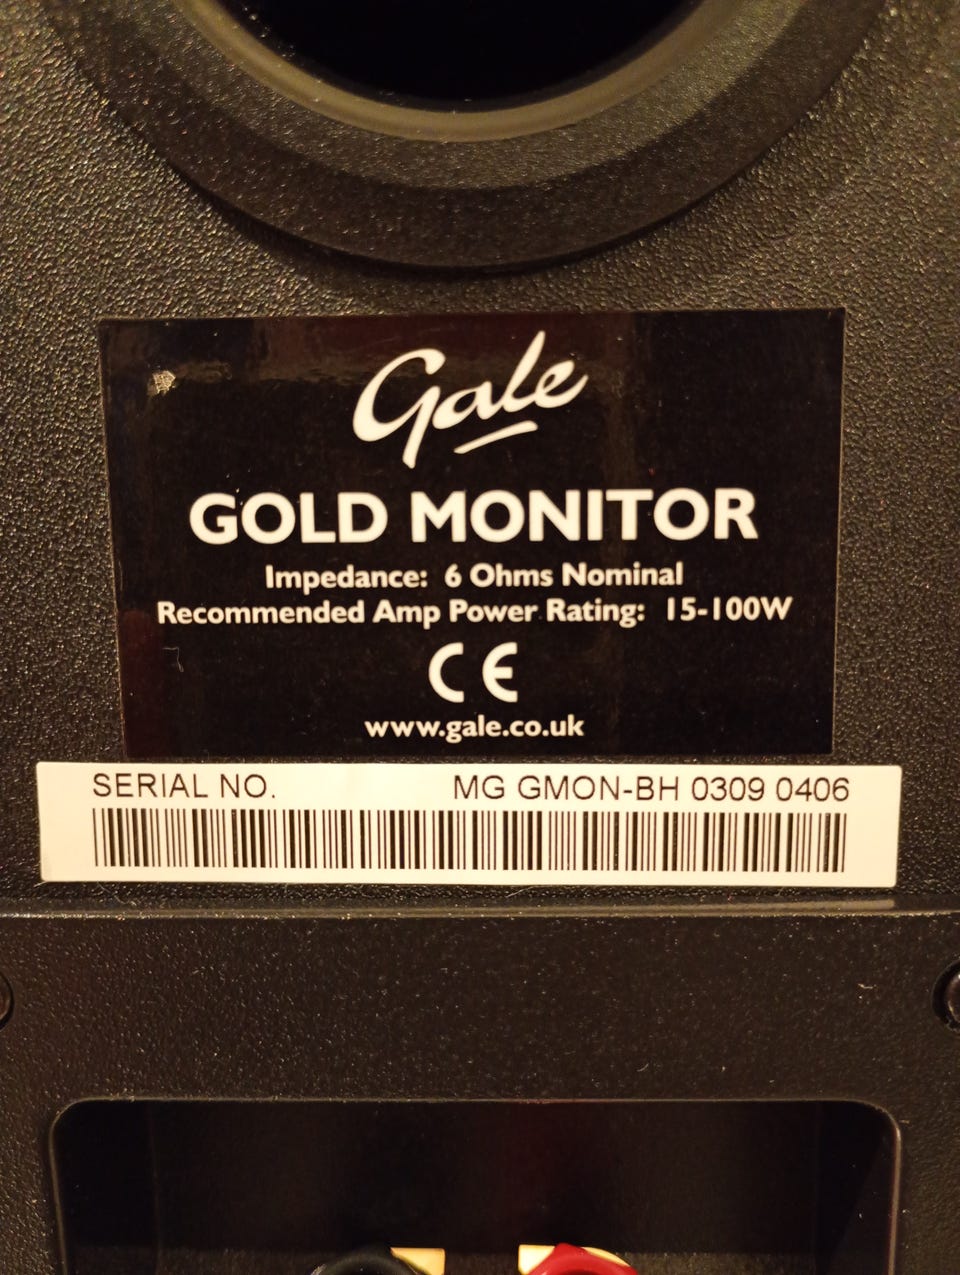 Gale
GOLD MONITOR
Impedance: 6 Ohms Nominal
Recommended Amp Power Rating: 15-100W
CE
www.gale.co.uk
SERIAL NO. MG GMON-BH 0309 0406